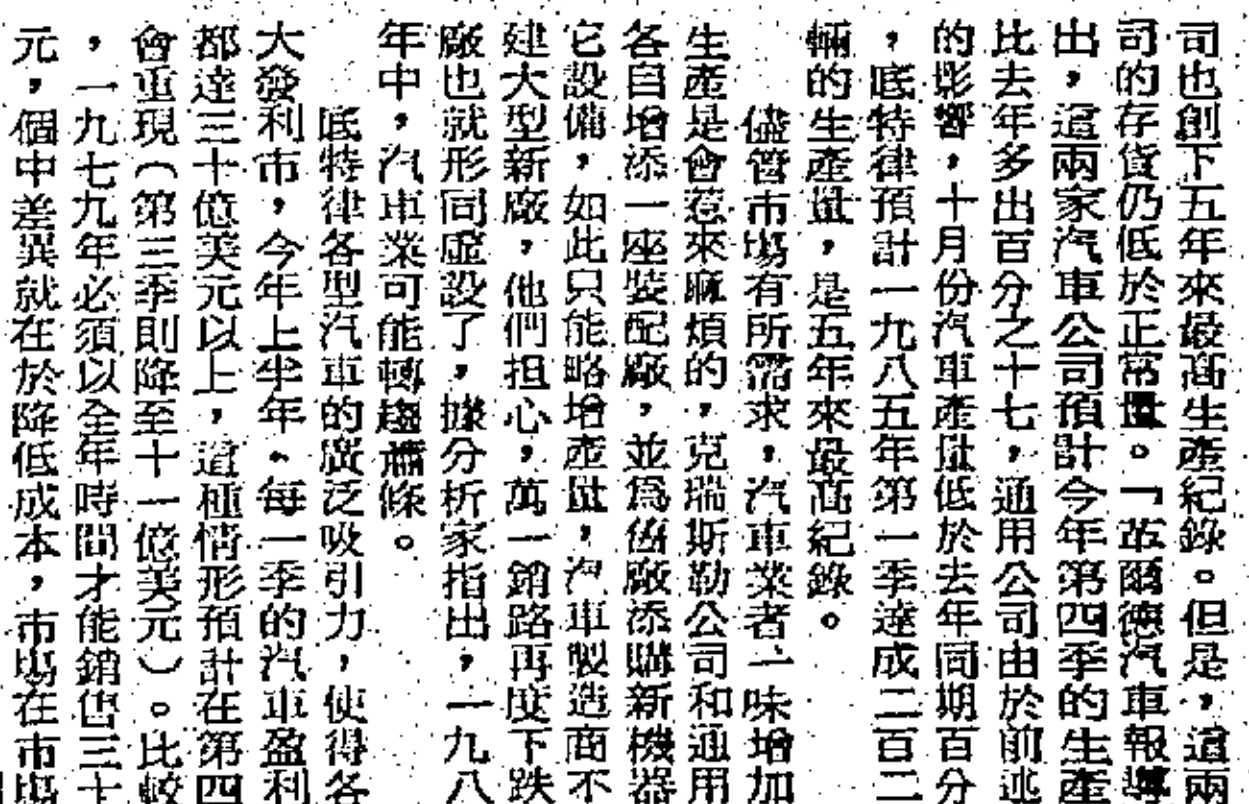 司也創下五年來最高生產紀錄。但是，這兩
司的存貨仍低於正常量。「革爾德汽車報導
出，這兩家汽車公司預計今年第四季的生產
比去年多出百分之十七，通用公司由於前述
的影響，十月份汽車產量低於去年同期百分
，底特律預計一九八五年第一季達成二百二
輛的生產量，是五年來最高紀錄。
儘管市場有所需求，汽車業者一味增加
生產是會惹來麻煩的，克瑞斯勒公司和通用
各自增添一座裝配廠，並為舊廠添購新機器
它設備，如此只能略增產量，汽車製造商不
建大型新廠，他們担心，萬一銷路再度下跌
廠也就形同虛設了，據分析家指出，一九八
年中，汽車業可能轉趨蕭條。
底特律各型汽車的廣泛吸引力，使得各
大發利市，今年上半年，每一季的汽車盈利
都達三十億美元以上，這種情形預計在第四
會重現（第三季則降至十一億美元）。比較
，一九七九年必須以全年時間才能銷售三十
元，個中差異就在於降低成本，市場在市場